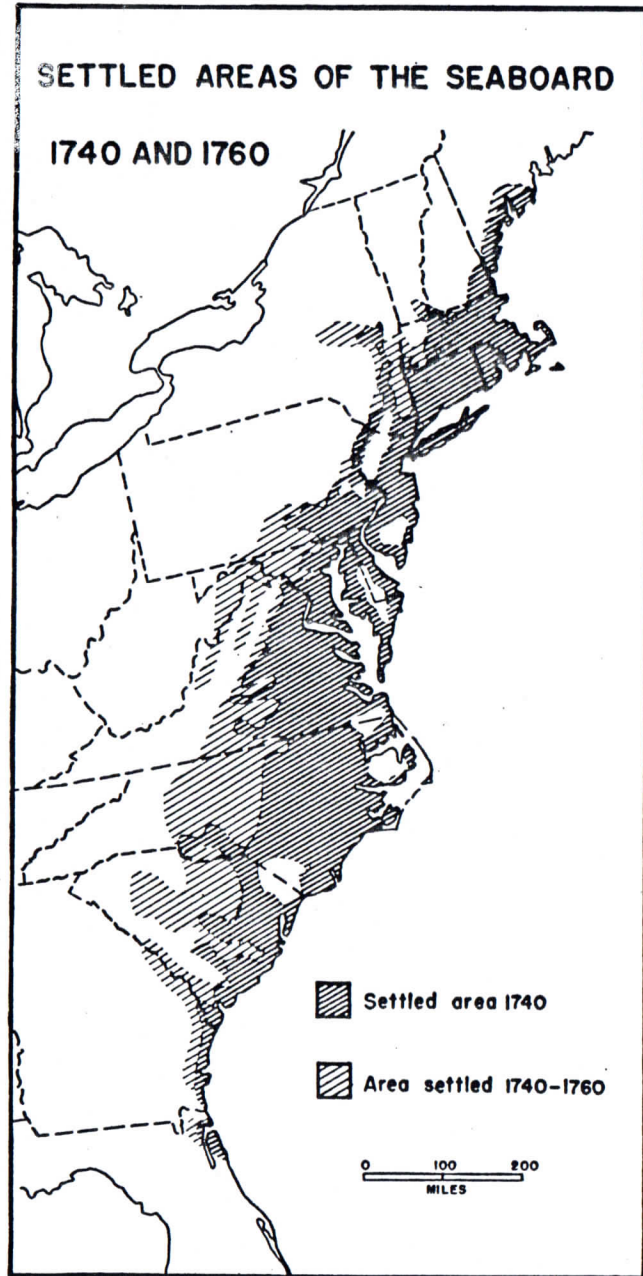 SETTLED AREAS OF THE SEABOARD
1740 AND 1760
Settled area 1740
Area settled 1740-1760
0 100 200
MILES